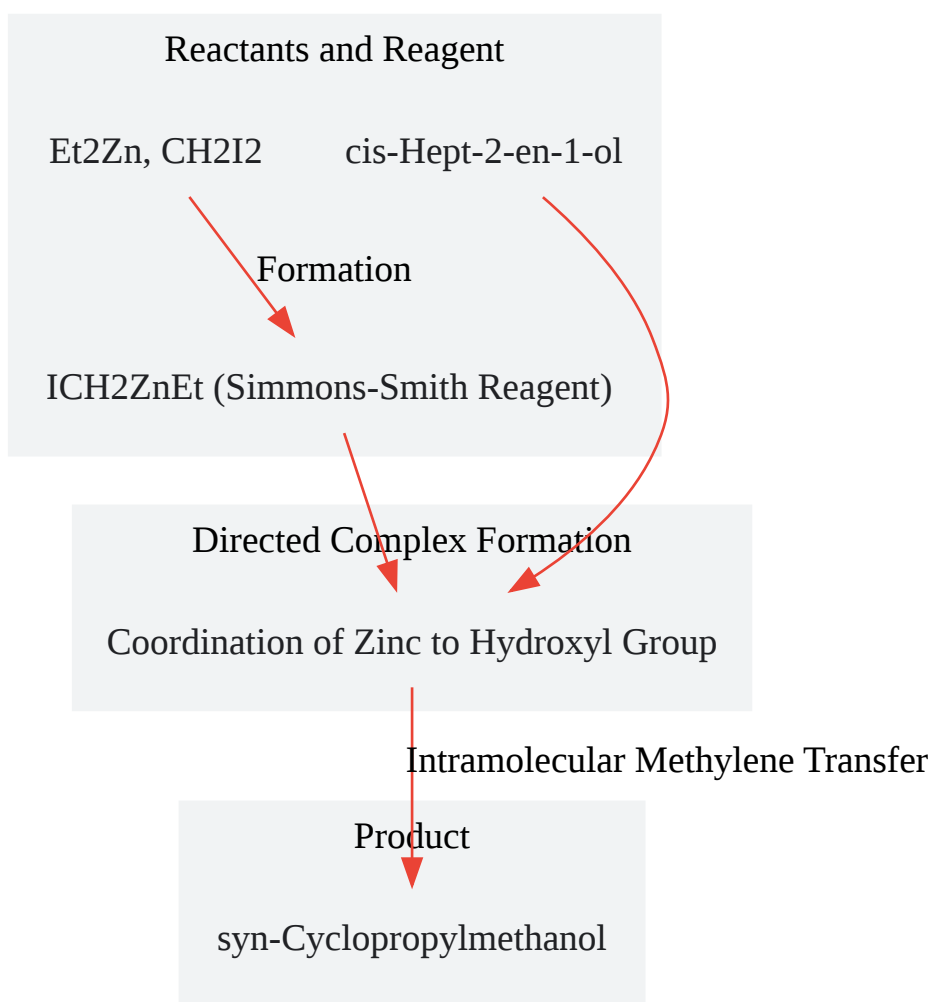 Reactants and Reagent
Et2Zn, CH2I2
cis-Hept-2-en-1-ol
Formation
ICH2ZnEt (Simmons-Smith Reagent)
Directed Complex Formation
Coordination of Zinc to Hydroxyl Group
Intramolecular Methylene Transfer
Product
syn-Cyclopropylmethanol